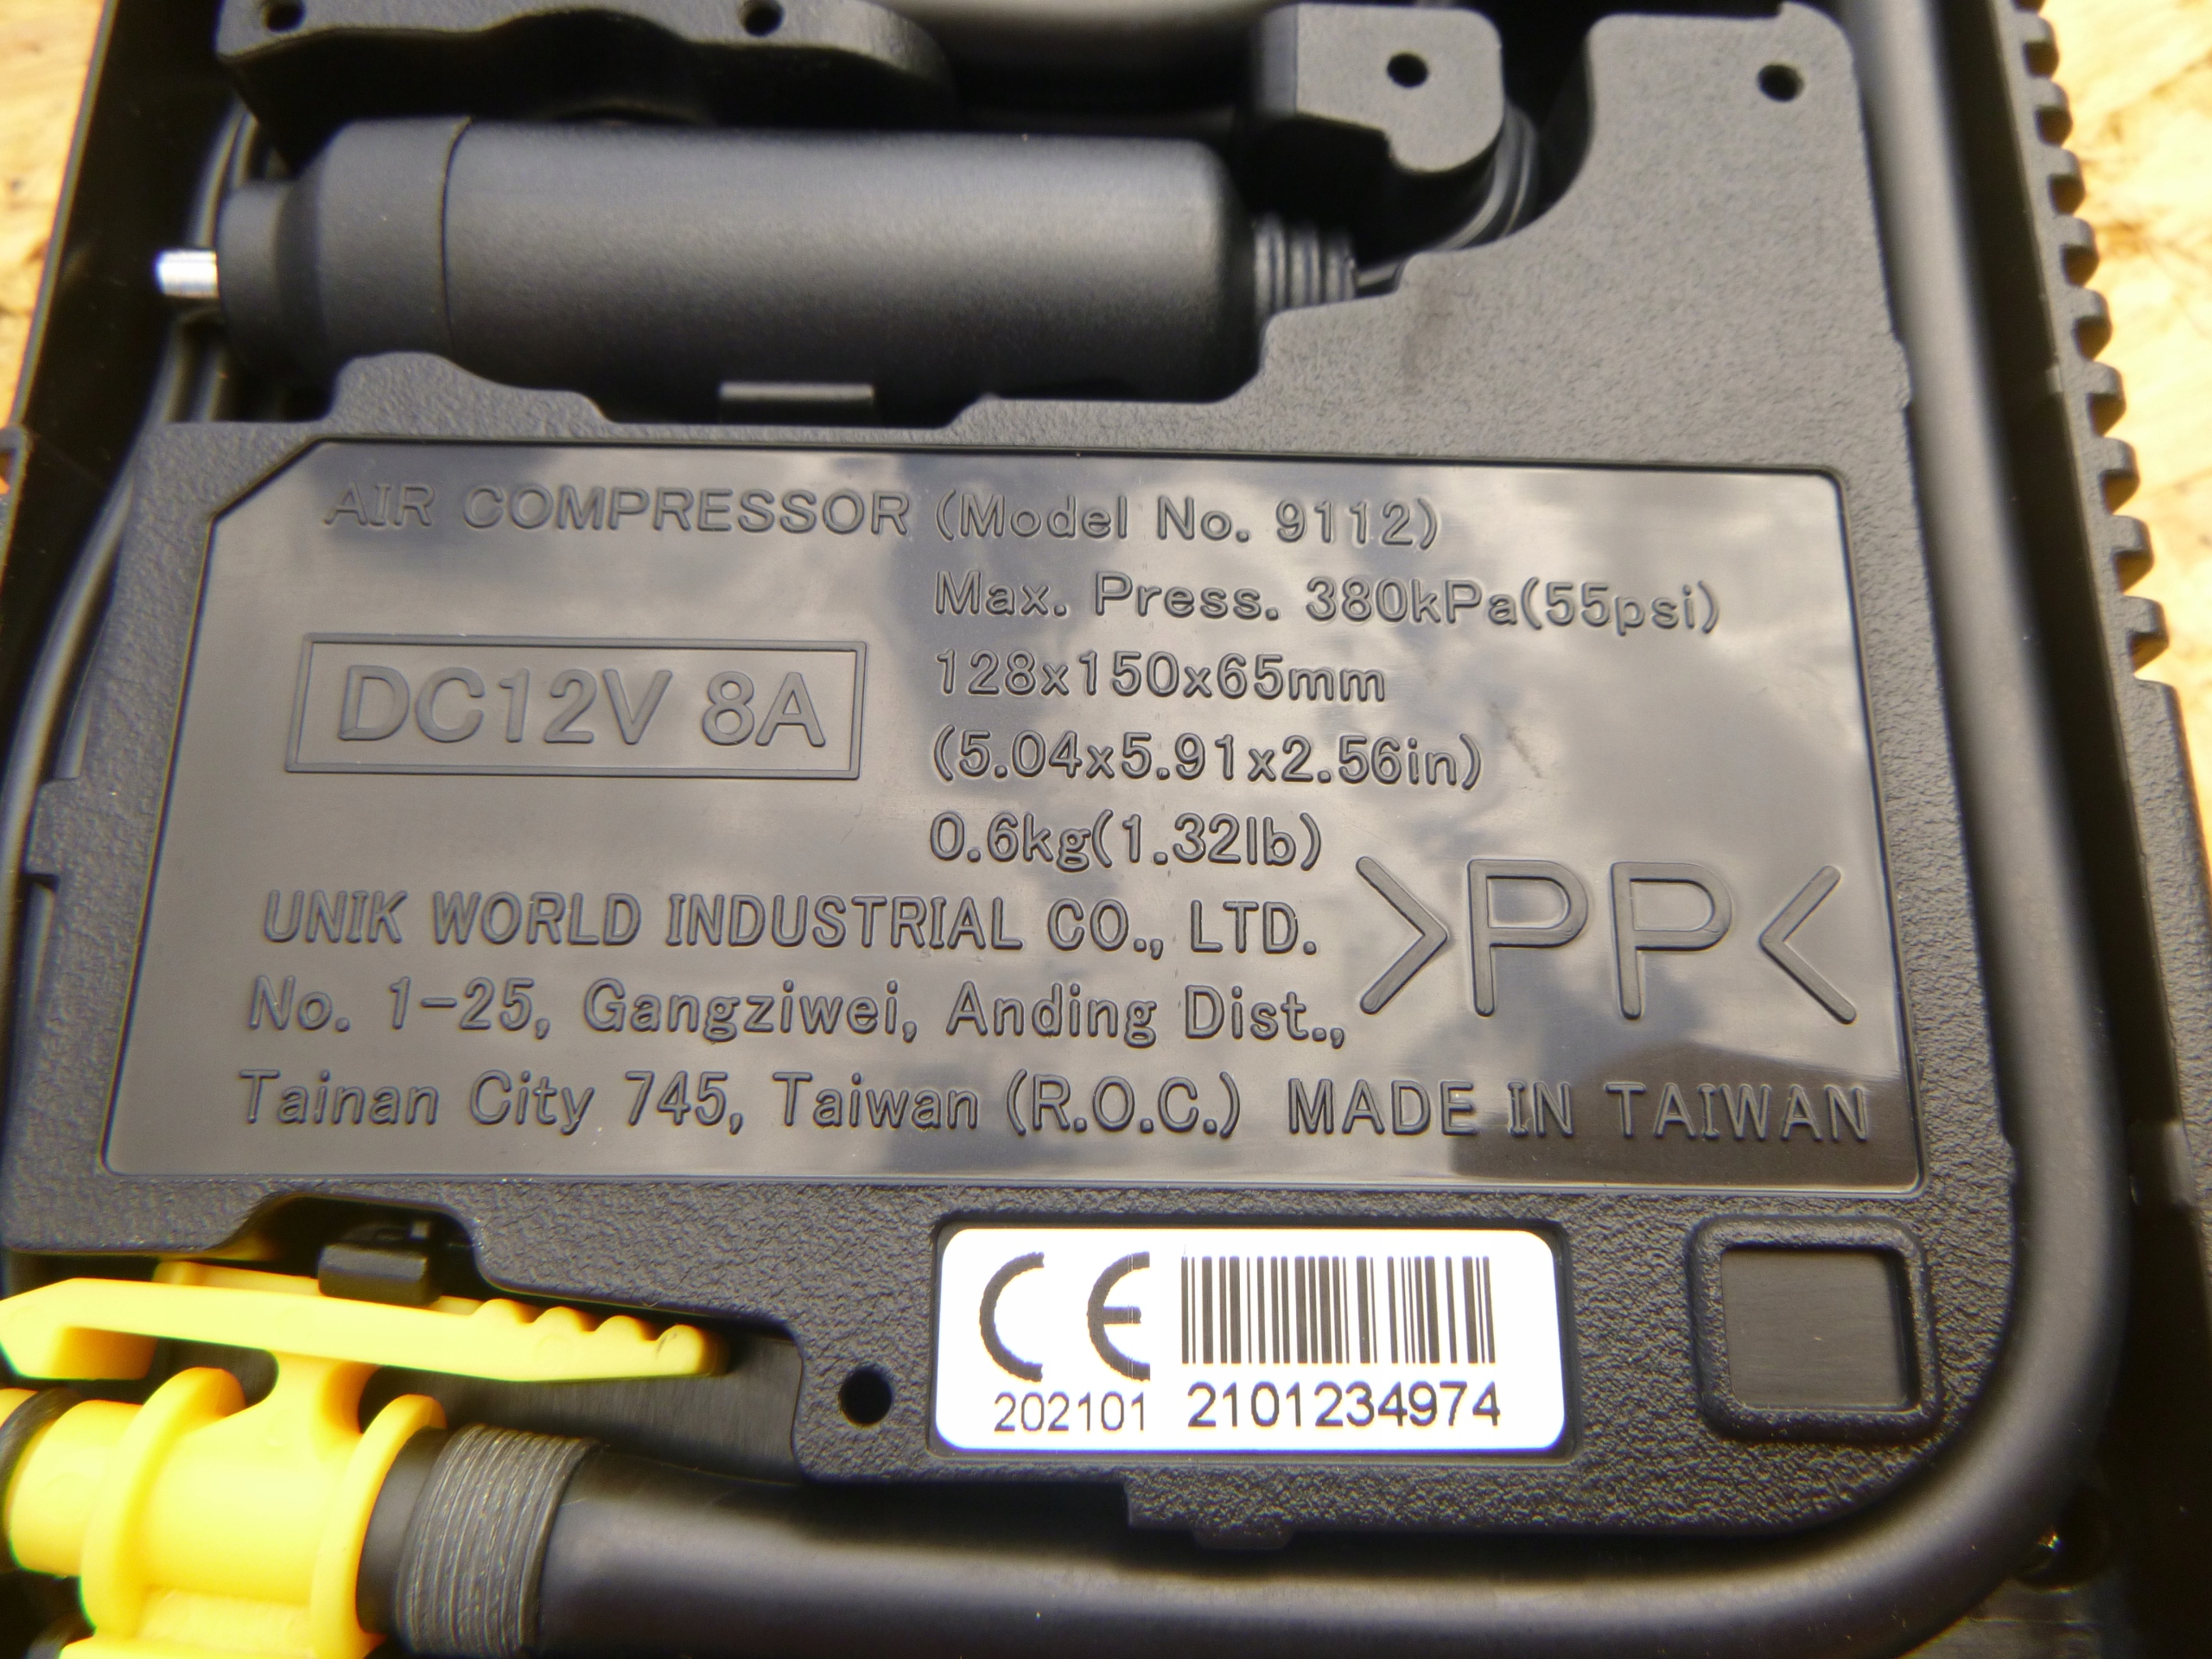 AIR COMPRESSOR (Model No. 9112)
Max. Press. 380kPa(55psi)
DC12V 8A
128x150x65mm
(5.04x5.91x2.56in)
0.6kg(1.32lb)
UNIK WORLD INDUSTRIAL CO., LTD.
No. 1-25, Gangziwei, Anding Dist.,
>PP<
Tainan City 745, Taiwan (R.O.C.) MADE IN TAIWAN
CE
202101 2101234974